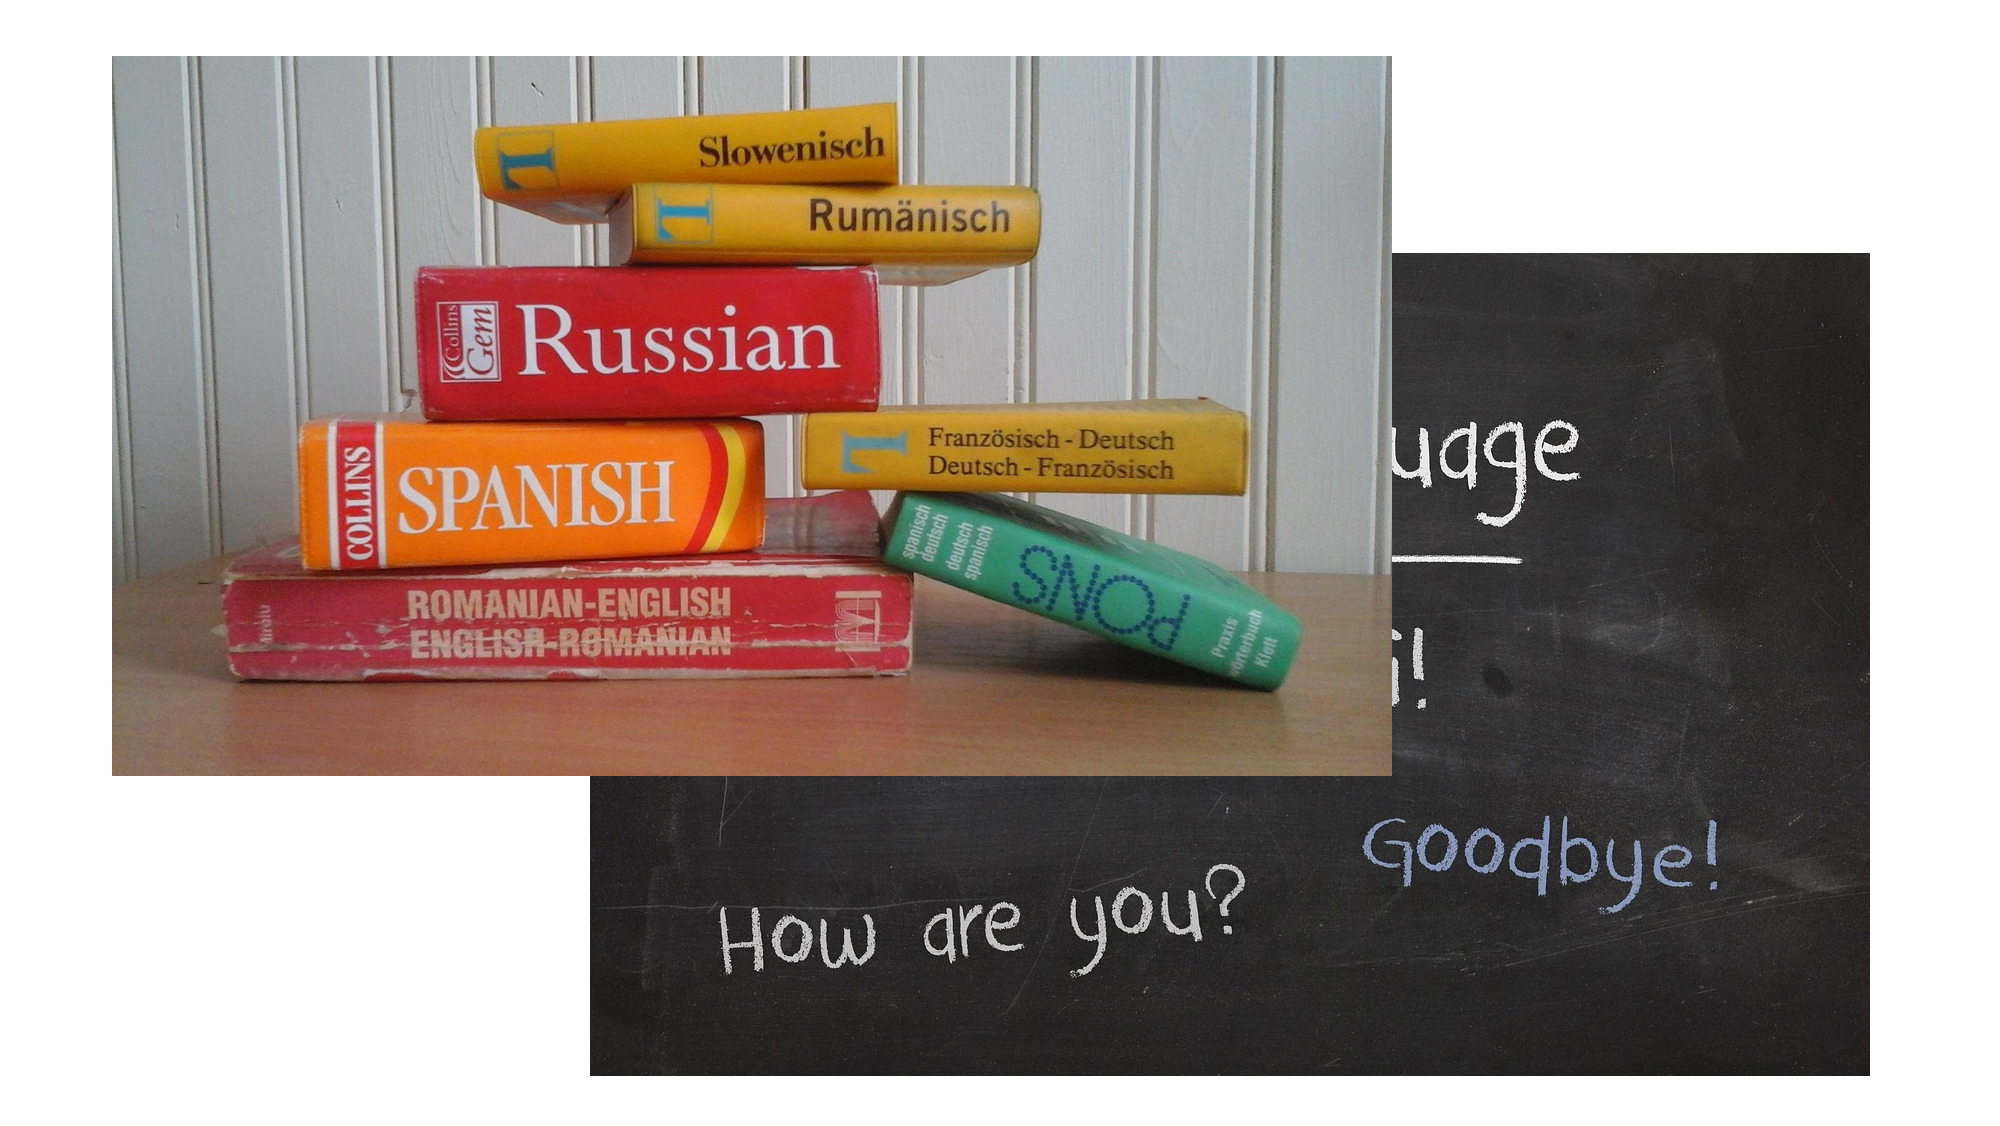 Slowenisch
Rumänisch
Collins
Gem
Russian
COLLINS
SPANISH
Französisch - Deutsch
Deutsch - Französisch
spanisch
deutsch
deutsch
spanisch
PONS
Praxis
wörterbuch
Klett
ROMANIAN-ENGLISH
ENGLISH-ROMANIAN
uage
!
Goodbye!
How are you?